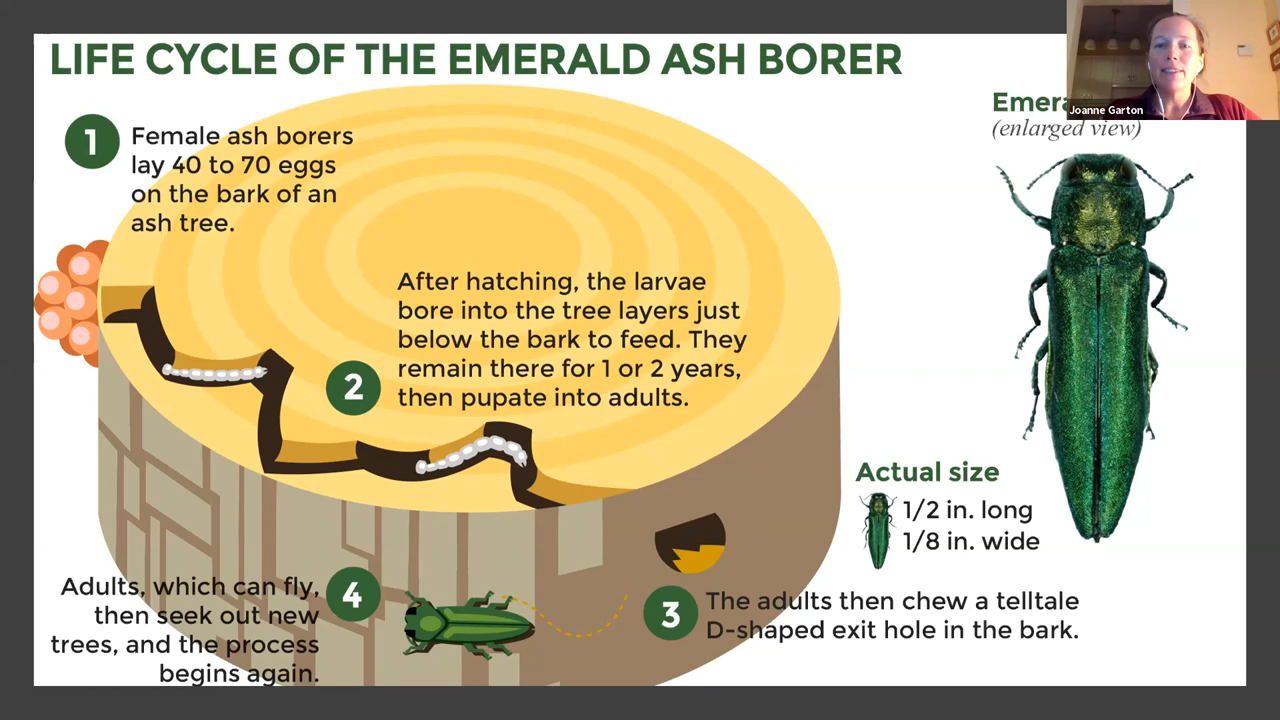 LIFE CYCLE OF THE EMERALD ASH BORER
1
Female ash borers
lay 40 to 70 eggs
on the bark of an
ash tree.
2
After hatching, the larvae
bore into the tree layers just
below the bark to feed. They
remain there for 1 or 2 years,
then pupate into adults.
3
The adults then chew a telltale
D-shaped exit hole in the bark.
4
Adults, which can fly,
then seek out new
trees, and the process
begins again.
(enlarged view)
Actual size
1/2 in. long
1/8 in. wide
Joanne Garton